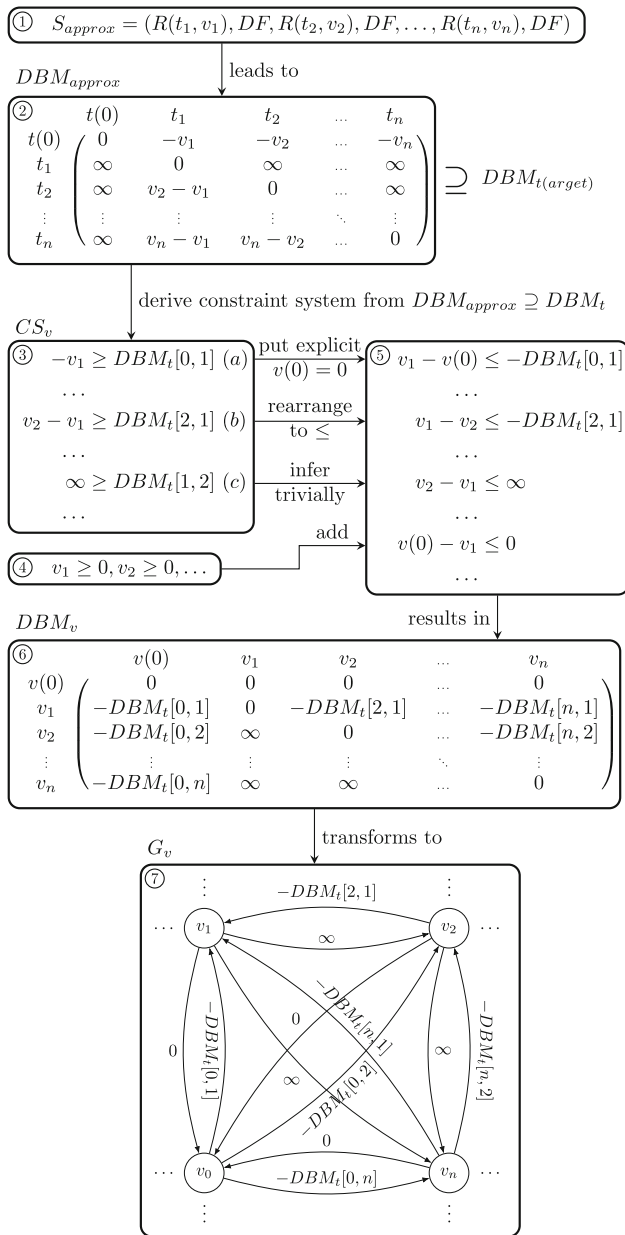 ① S_approx = (R(t_1, v_1), DF, R(t_2, v_2), DF, ..., R(t_n, v_n), DF)
leads to
DBM_approx
②
t(0) t_1 t_2 ... t_n
t(0) 0 −v_1 −v_2 ... −v_n
t_1 ∞ 0 ∞ ... ∞
t_2 ∞ v_2 − v_1 0 ... ∞
⋮ ⋮ ⋮ ⋮ ⋱ ⋮
t_n ∞ v_n − v_1 v_n − v_2 ... 0
⊇ DBM_t(arget)
derive constraint system from DBM_approx ⊇ DBM_t
CS_v
③ −v_1 ≥ DBM_t[0, 1] (a)
...
v_2 − v_1 ≥ DBM_t[2, 1] (b)
...
∞ ≥ DBM_t[1, 2] (c)
...
put explicit
v(0) = 0
rearrange
to ≤
infer
trivially
add
④ v_1 ≥ 0, v_2 ≥ 0, ...
⑤ v_1 − v(0) ≤ −DBM_t[0, 1]
...
v_1 − v_2 ≤ −DBM_t[2, 1]
...
v_2 − v_1 ≤ ∞
...
v(0) − v_1 ≤ 0
...
results in
DBM_v
⑥
v(0) v_1 v_2 ... v_n
v(0) 0 0 0 ... 0
v_1 −DBM_t[0, 1] 0 −DBM_t[2, 1] ... −DBM_t[n, 1]
v_2 −DBM_t[0, 2] ∞ 0 ... −DBM_t[n, 2]
⋮ ⋮ ⋮ ⋮ ⋱ ⋮
v_n −DBM_t[0, n] ∞ ∞ ... 0
transforms to
G_v
⑦
⋮ ⋮
−DBM_t[2, 1]
... v_1 v_2 ...
∞
0
−DBM_t[0, 1]
0
−DBM_t[n, 1]
∞
−DBM_t[0, 2]
∞
−DBM_t[n, 2]
0
... v_0 v_n ...
−DBM_t[0, n]
⋮ ⋮